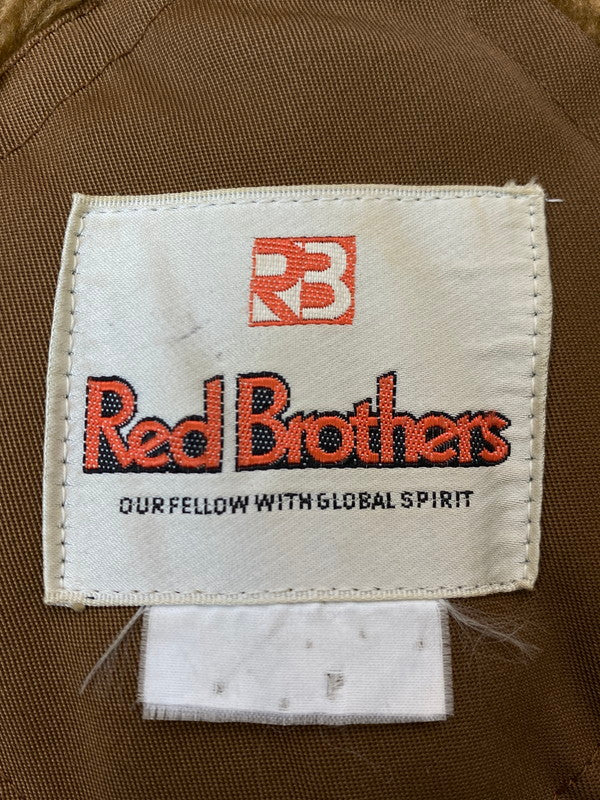 RB
Red Brothers
OUR FELLOW WITH GLOBAL SPIRIT